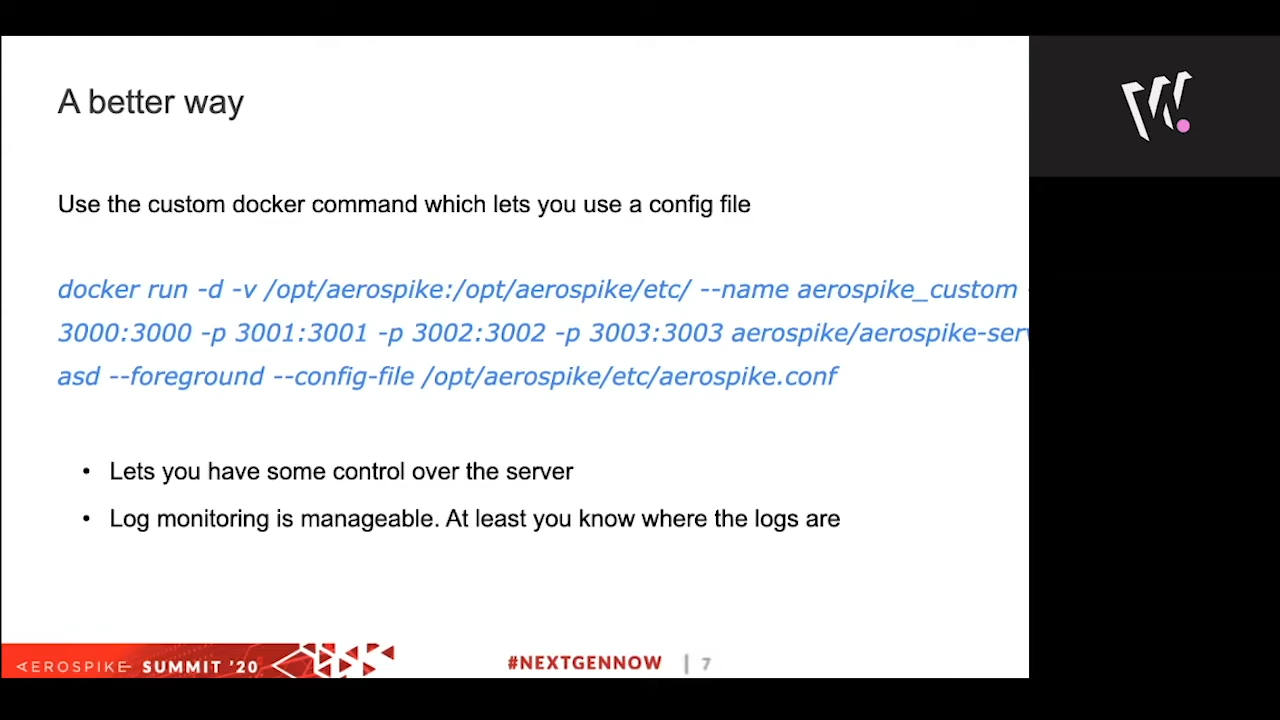 A better way
Use the custom docker command which lets you use a config file
docker run -d -v /opt/aerospike:/opt/aerospike/etc/ --name aerospike_custom
3000:3000 -p 3001:3001 -p 3002:3002 -p 3003:3003 aerospike/aerospike-serv
asd --foreground --config-file /opt/aerospike/etc/aerospike.conf
• Lets you have some control over the server
• Log monitoring is manageable. At least you know where the logs are
AEROSPIKE SUMMIT '20
#NEXTGENNOW | 7